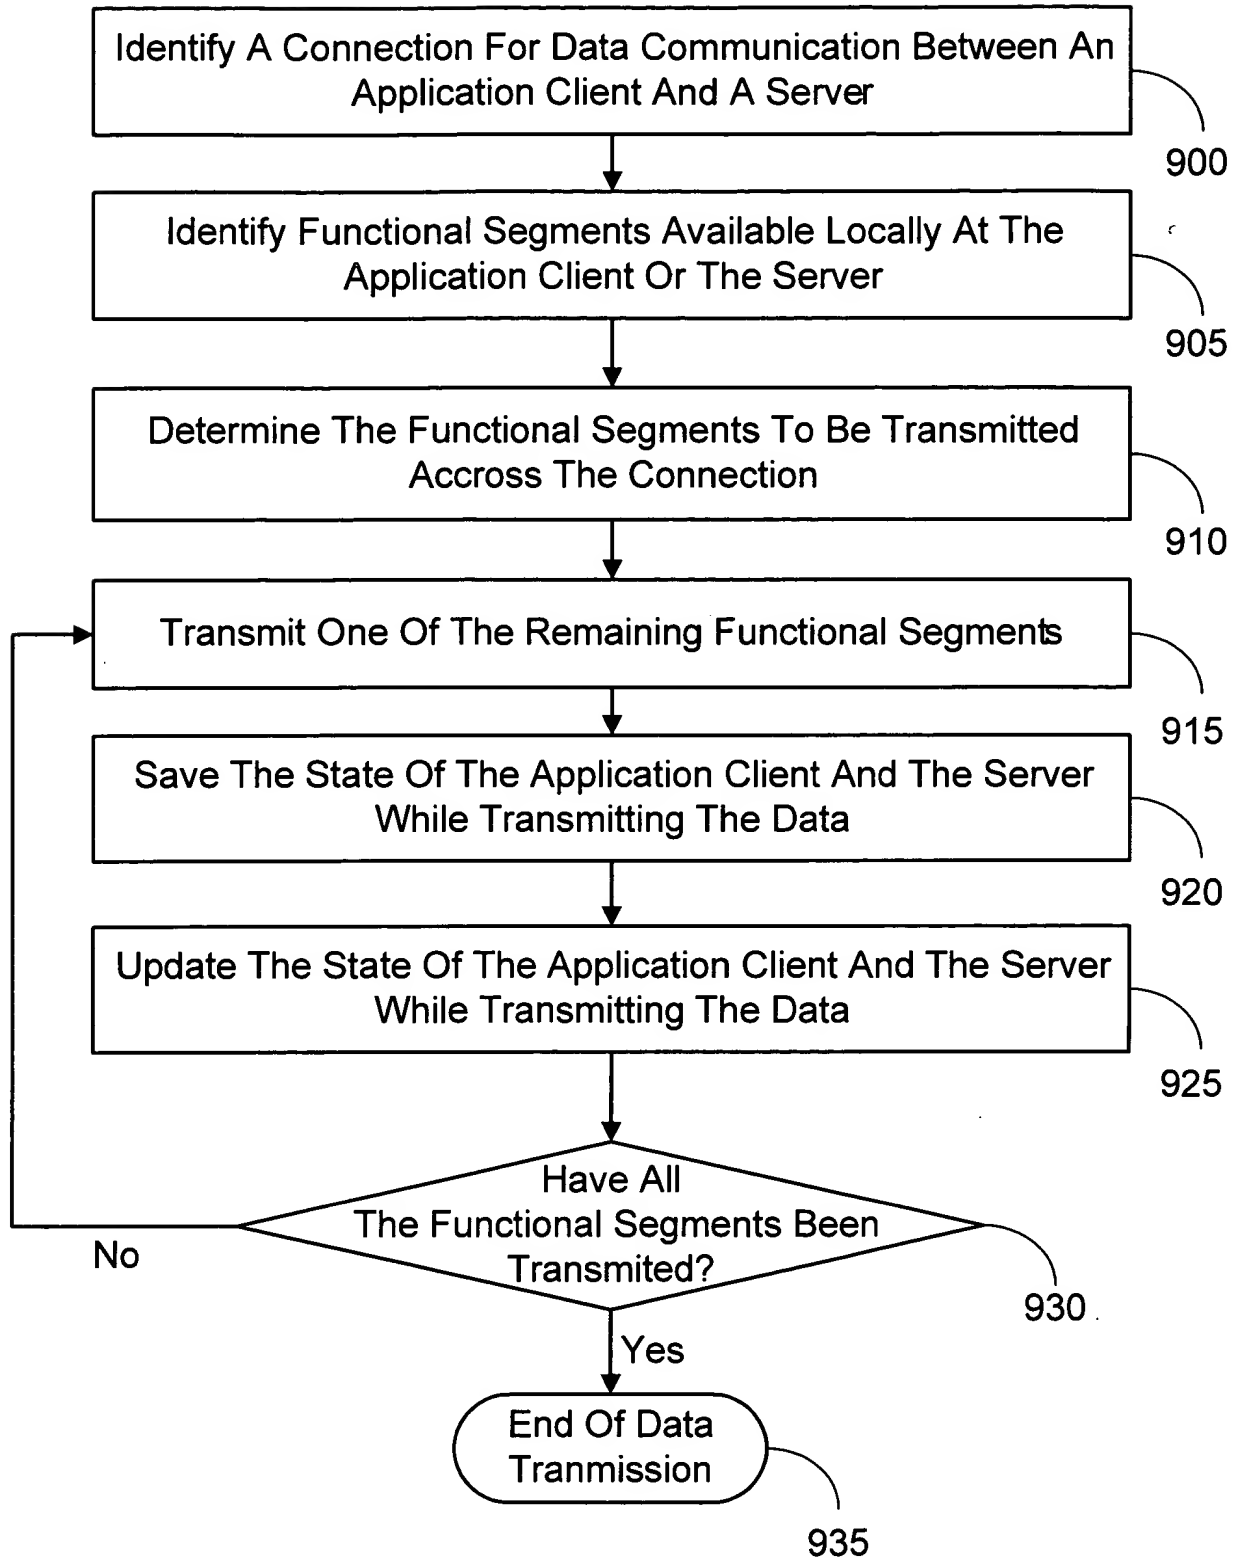 Identify A Connection For Data Communication Between An
Application Client And A Server
900
Identify Functional Segments Available Locally At The
Application Client Or The Server
905
Determine The Functional Segments To Be Transmitted
Accross The Connection
910
Transmit One Of The Remaining Functional Segments
915
Save The State Of The Application Client And The Server
While Transmitting The Data
920
Update The State Of The Application Client And The Server
While Transmitting The Data
925
Have All
The Functional Segments Been
Transmited?
No
930
Yes
End Of Data
Tranmission
935